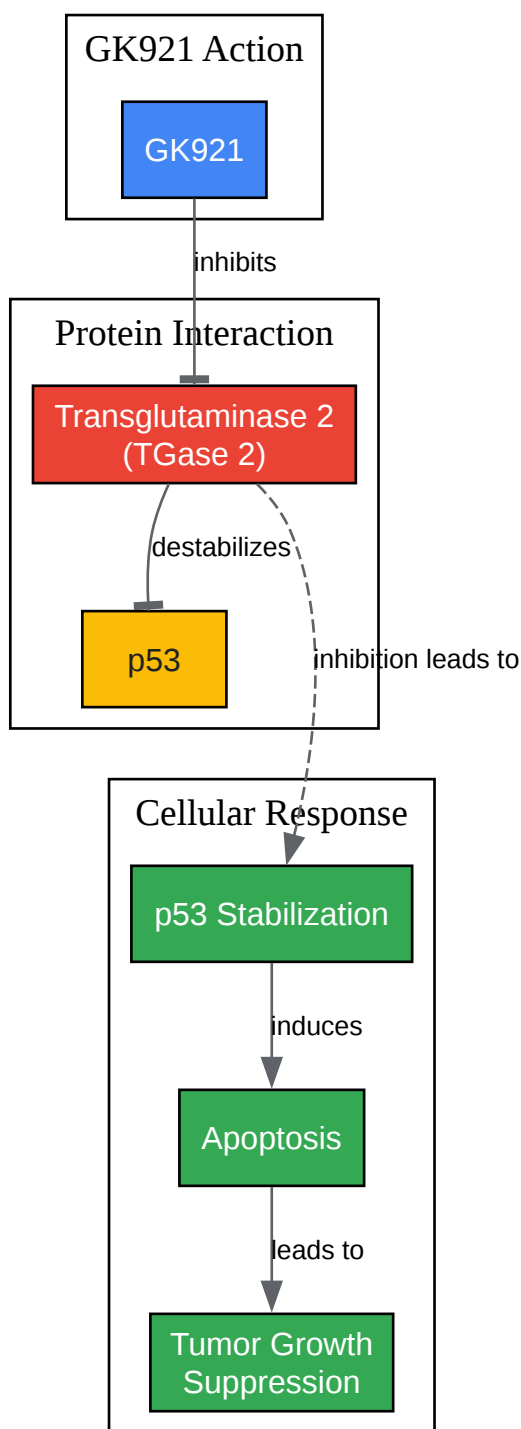 GK921 Action
GK921
inhibits
Protein Interaction
Transglutaminase 2
(TGase 2)
destabilizes
p53
inhibition leads to
Cellular Response
p53 Stabilization
induces
Apoptosis
leads to
Tumor Growth
Suppression